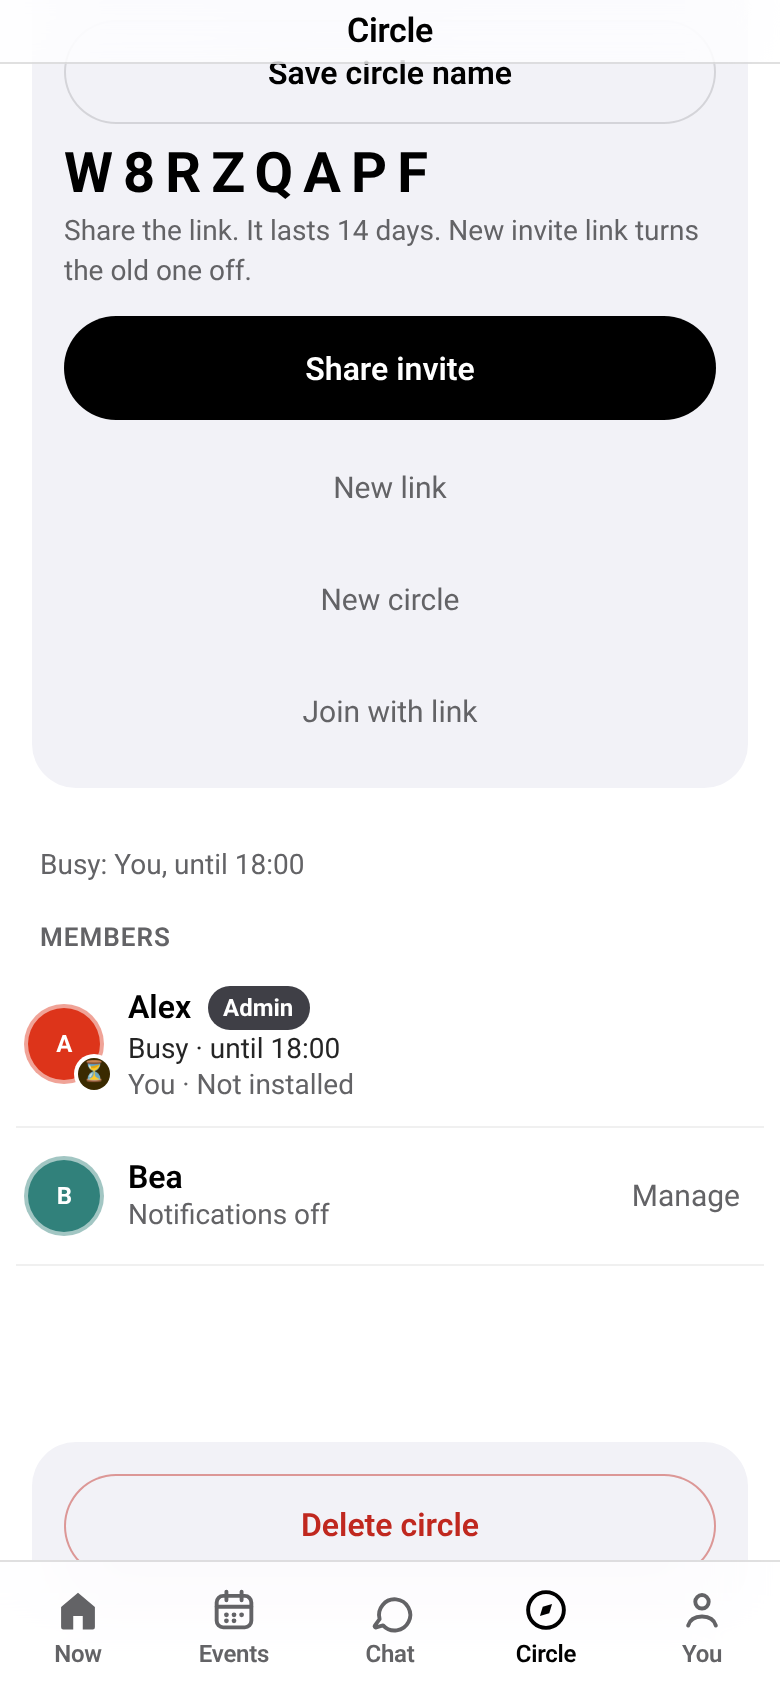 Circle
Save circle name
W8RZQAPF
Share the link. It lasts 14 days. New invite link turns
the old one off.
Share invite
New link
New circle
Join with link
Busy: You, until 18:00
MEMBERS
A
Alex Admin
Busy · until 18:00
You · Not installed
B
Bea
Notifications off
Manage
Delete circle
Now Events Chat Circle You